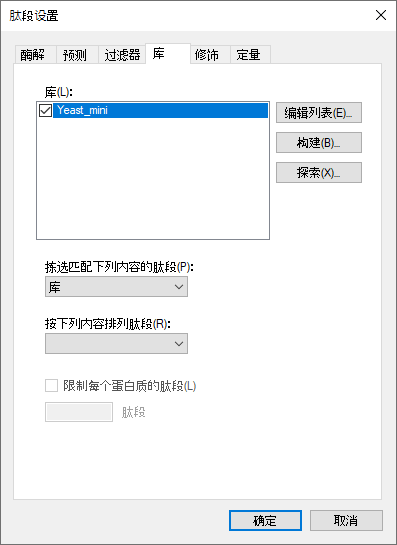 肽段设置
酶解 预测 过滤器 库 修饰 定量
库(L):
Yeast_mini
编辑列表(E)...
构建(B)...
探索(X)...
拣选匹配下列内容的肽段(P):
库
按下列内容排列肽段(R):
限制每个蛋白质的肽段(L)
肽段
确定 取消